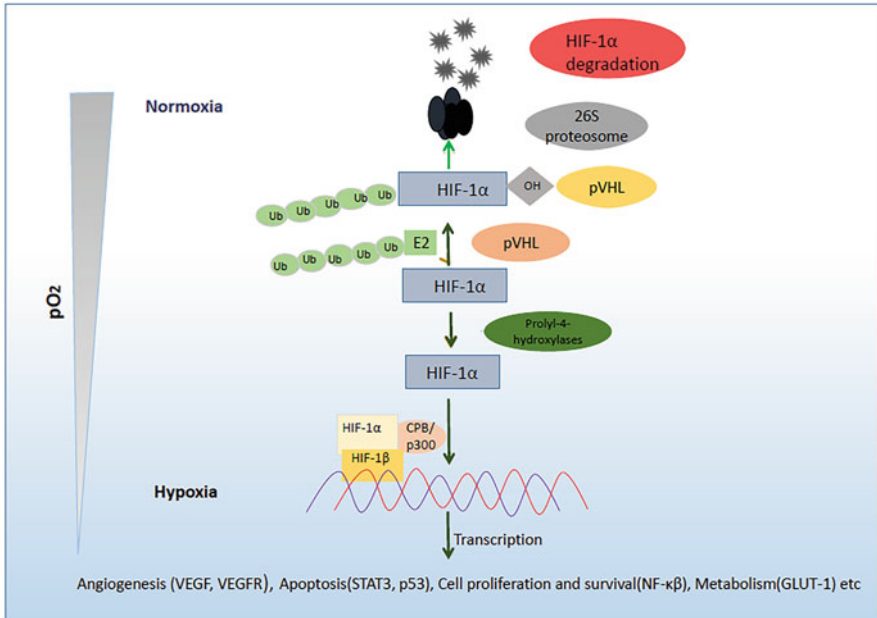 HIF-1α
degradation
Normoxia
26S
proteosome
HIF-1α
OH
pVHL
Ub
Ub
Ub
Ub
Ub
E2
pVHL
Ub
Ub
Ub
Ub
Ub
HIF-1α
pO2
Prolyl-4-
hydroxylases
HIF-1α
HIF-1α
CPB/
p300
HIF-1β
Hypoxia
Transcription
Angiogenesis (VEGF, VEGFR), Apoptosis(STAT3, p53), Cell proliferation and survival(NF-κβ), Metabolism(GLUT-1) etc